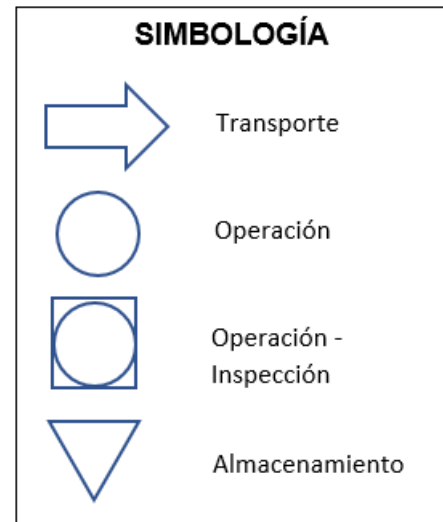 SIMBOLOGÍA
Transporte
Operación
Operación -
Inspección
Almacenamiento